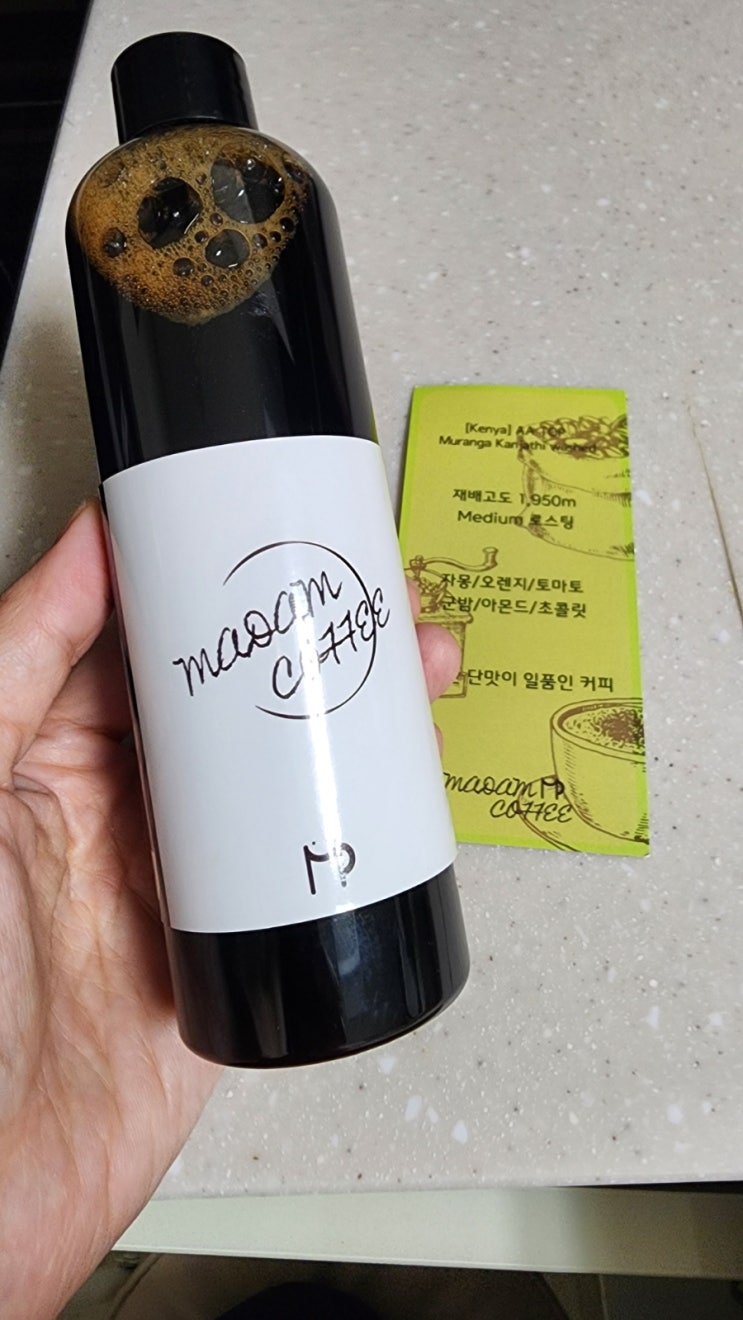 maoam
COFFEE
[Kenya] AA TOP
Muranga Karijathi washed
재배고도 1,950m
Medium 로스팅
자몽/오렌지/토마토
군밤/아몬드/초콜릿
단맛이 일품인 커피
maoam
COFFEE